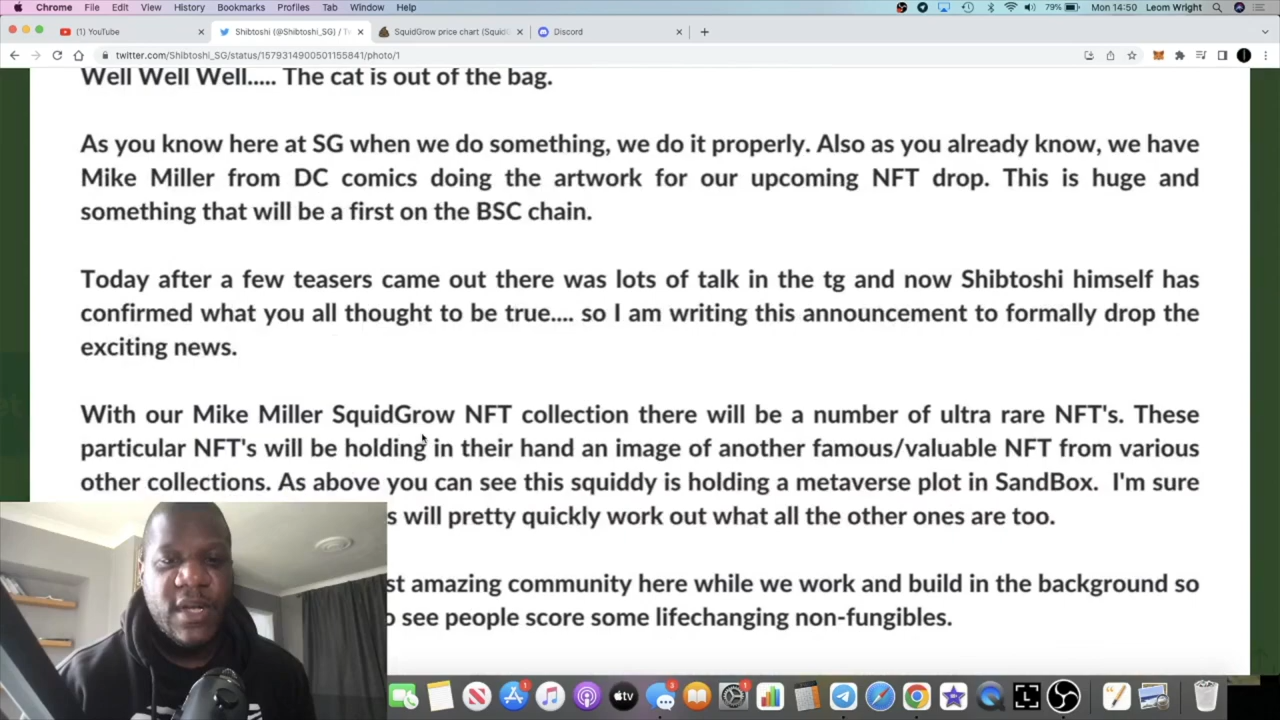 Chrome File Edit View History Bookmarks Profiles Tab Window Help 79% Mon 14:50 Leom Wright
(1) YouTube Shibtoshi (@Shibtoshi_SG) / T SquidGrow price chart (Squid Discord
twitter.com/Shibtoshi_SG/status/1579314900501155841/photo/1
Well Well Well..... The cat is out of the bag.
As you know here at SG when we do something, we do it properly. Also as you already know, we have
Mike Miller from DC comics doing the artwork for our upcoming NFT drop. This is huge and
something that will be a first on the BSC chain.
Today after a few teasers came out there was lots of talk in the tg and now Shibtoshi himself has
confirmed what you all thought to be true.... so I am writing this announcement to formally drop the
exciting news.
With our Mike Miller SquidGrow NFT collection there will be a number of ultra rare NFT's. These
particular NFT's will be holding in their hand an image of another famous/valuable NFT from various
other collections. As above you can see this squiddy is holding a metaverse plot in SandBox. I'm sure
s will pretty quickly work out what all the other ones are too.
st amazing community here while we work and build in the background so
o see people score some lifechanging non-fungibles.